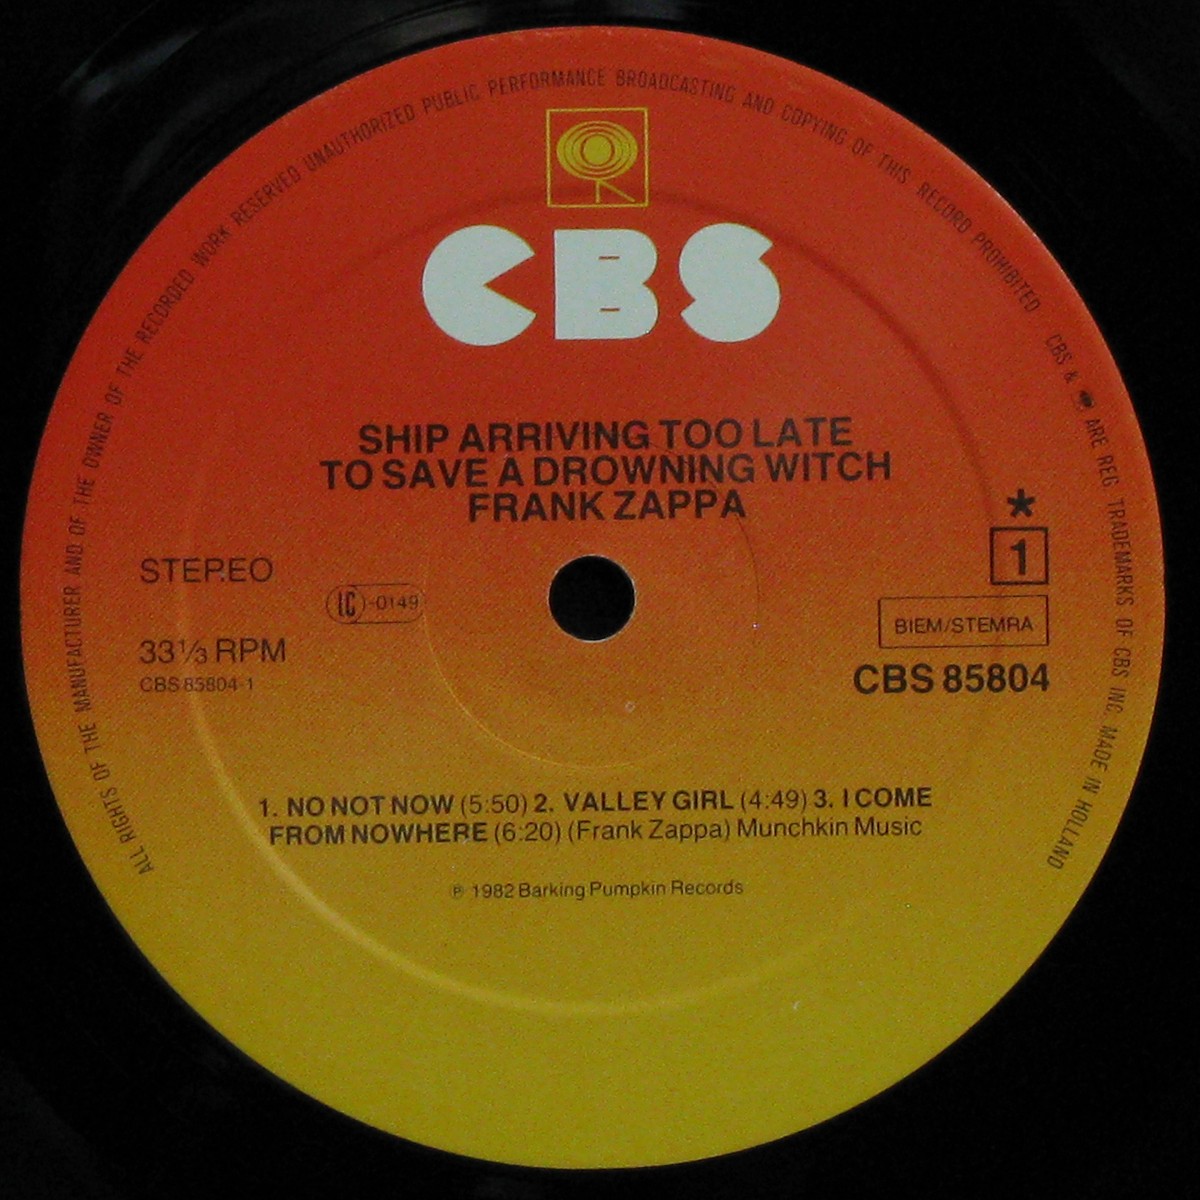 ALL RIGHTS OF THE MANUFACTURER AND OF THE OWNER OF THE RECORDED WORK RESERVED UNAUTHORIZED PUBLIC PERFORMANCE BROADCASTING AND COPYING OF THIS RECORD PROHIBITED CBS & ARE REG TRADEMARKS OF CBS INC. MADE IN HOLLAND
CBS
SHIP ARRIVING TOO LATE
TO SAVE A DROWNING WITCH
FRANK ZAPPA
STEREO
LC-0149
33⅓ RPM
CBS 85804-1
*
1
BIEM/STEMRA
CBS 85804
1. NO NOT NOW (5:50) 2. VALLEY GIRL (4:49) 3. I COME
FROM NOWHERE (6:20) (Frank Zappa) Munchkin Music
℗ 1982 Barking Pumpkin Records